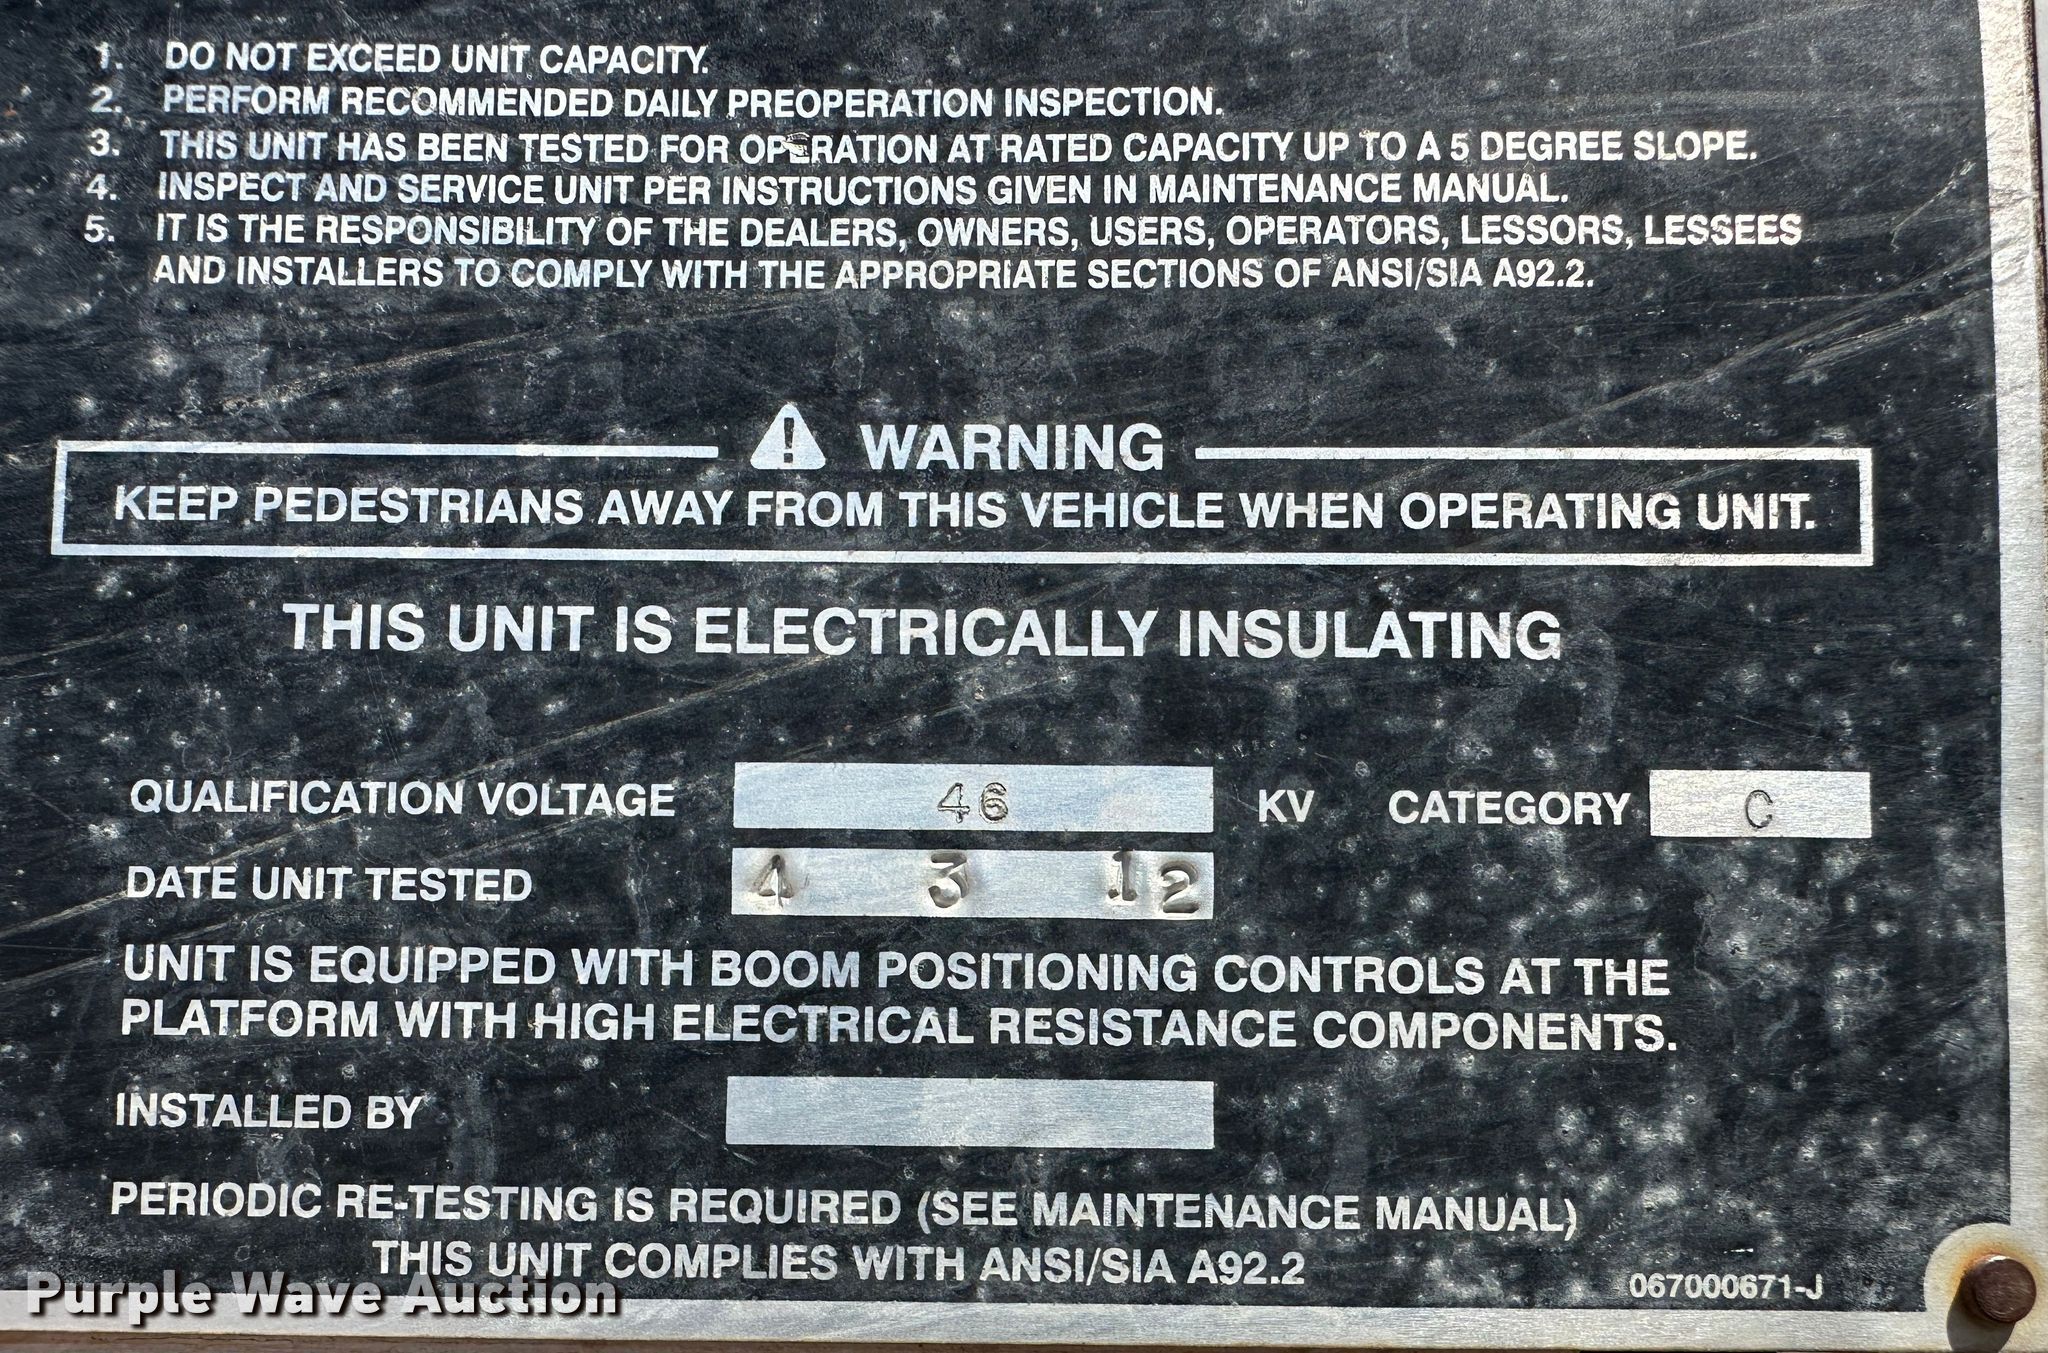 1. DO NOT EXCEED UNIT CAPACITY.
2. PERFORM RECOMMENDED DAILY PREOPERATION INSPECTION.
3. THIS UNIT HAS BEEN TESTED FOR OPERATION AT RATED CAPACITY UP TO A 5 DEGREE SLOPE.
4. INSPECT AND SERVICE UNIT PER INSTRUCTIONS GIVEN IN MAINTENANCE MANUAL.
5. IT IS THE RESPONSIBILITY OF THE DEALERS, OWNERS, USERS, OPERATORS, LESSORS, LESSEES
AND INSTALLERS TO COMPLY WITH THE APPROPRIATE SECTIONS OF ANSI/SIA A92.2.
WARNING
KEEP PEDESTRIANS AWAY FROM THIS VEHICLE WHEN OPERATING UNIT.
THIS UNIT IS ELECTRICALLY INSULATING
QUALIFICATION VOLTAGE 46 KV CATEGORY C
DATE UNIT TESTED 4 3 12
UNIT IS EQUIPPED WITH BOOM POSITIONING CONTROLS AT THE
PLATFORM WITH HIGH ELECTRICAL RESISTANCE COMPONENTS.
INSTALLED BY
PERIODIC RE-TESTING IS REQUIRED (SEE MAINTENANCE MANUAL)
THIS UNIT COMPLIES WITH ANSI/SIA A92.2
067000671-J
Purple Wave Auction